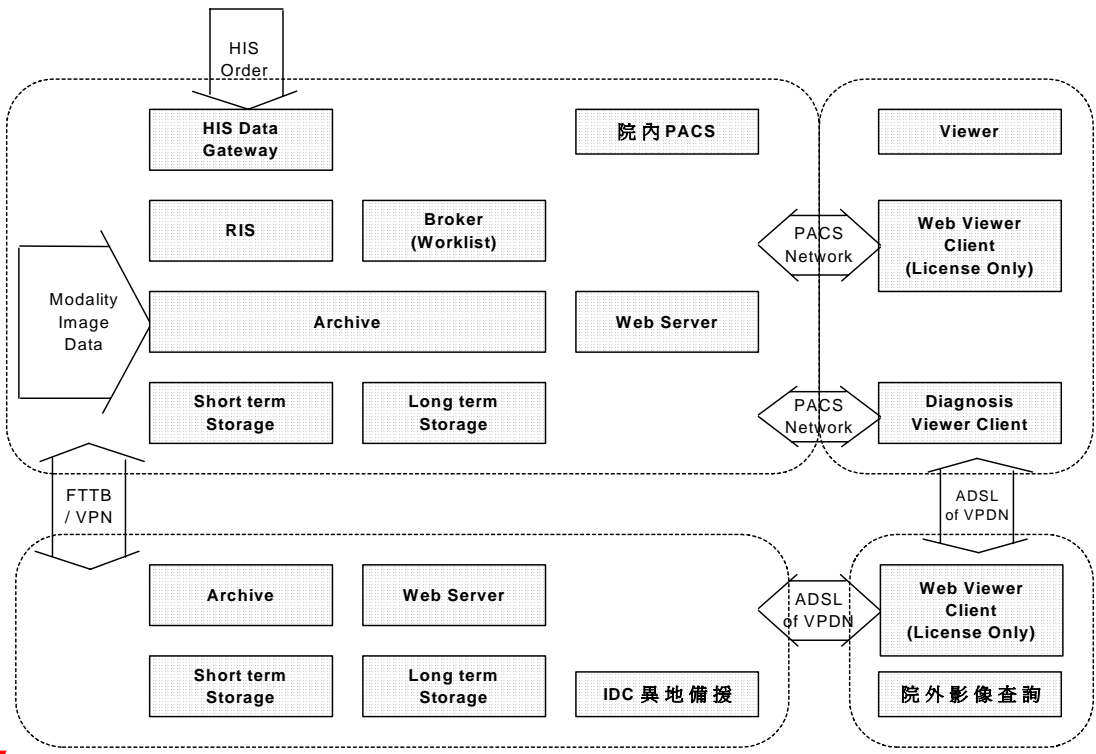 HIS
Order
HIS Data
Gateway
院內PACS
Viewer
RIS
Broker
(Worklist)
PACS
Network
Web Viewer
Client
(License Only)
Modality
Image
Data
Archive
Web Server
Short term
Storage
Long term
Storage
PACS
Network
Diagnosis
Viewer Client
FTTB
/ VPN
ADSL
of VPDN
Archive
Web Server
ADSL
of VPDN
Web Viewer
Client
(License Only)
Short term
Storage
Long term
Storage
IDC異地備援
院外影像查詢